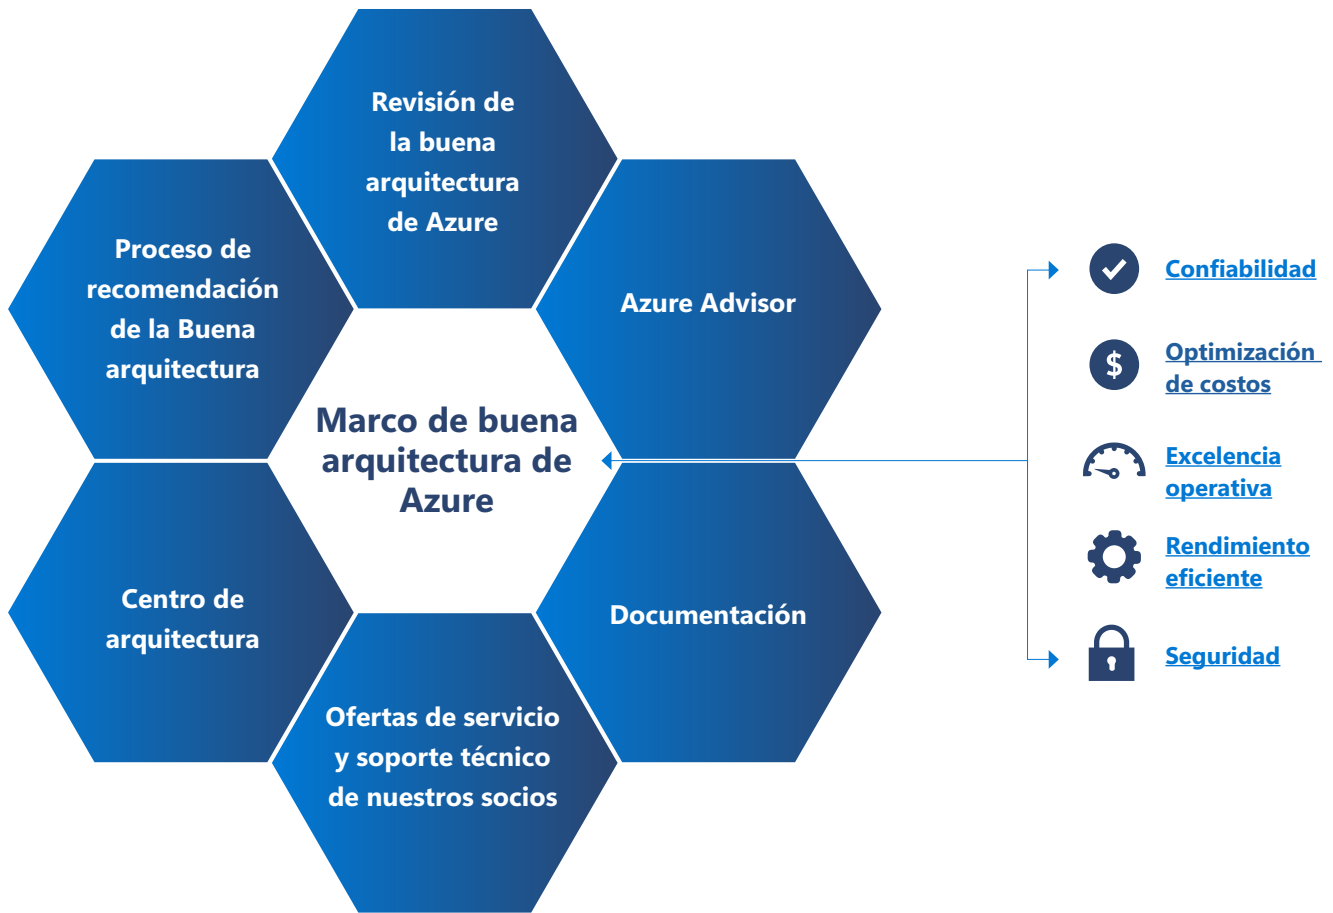 Revisión de
la buena
arquitectura
de Azure
Proceso de
recomendación
de la Buena
arquitectura
Azure Advisor
Marco de buena
arquitectura de
Azure
Centro de
arquitectura
Documentación
Ofertas de servicio
y soporte técnico
de nuestros socios
Confiabilidad
$
Optimización
de costos
Excelencia
operativa
Rendimiento
eficiente
Seguridad